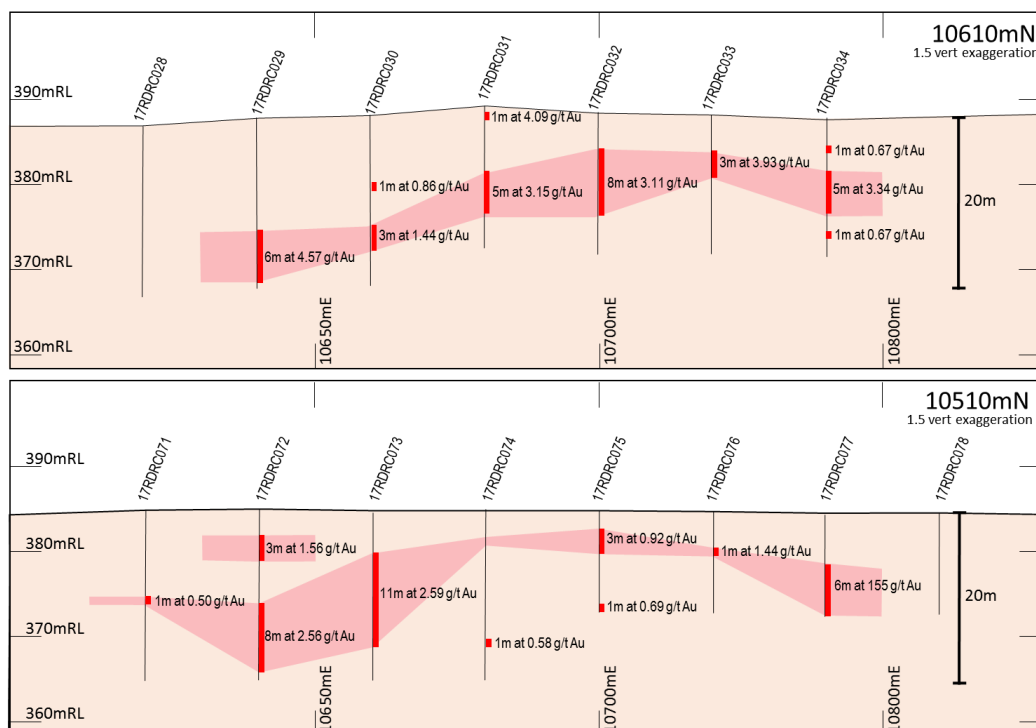 10610mN
1.5 vert exaggeration
17RDRC028
17RDRC029
17RDRC030
17RDRC031
17RDRC032
17RDRC033
17RDRC034
390mRL
1m at 4.09 g/t Au
1m at 0.67 g/t Au
3m at 3.93 g/t Au
380mRL
1m at 0.86 g/t Au
5m at 3.15 g/t Au
8m at 3.11 g/t Au
5m at 3.34 g/t Au
20m
3m at 1.44 g/t Au
1m at 0.67 g/t Au
6m at 4.57 g/t Au
370mRL
10650mE
10700mE
10800mE
360mRL
10510mN
1.5 vert exaggeration
17RDRC071
17RDRC072
17RDRC073
17RDRC074
17RDRC075
17RDRC076
17RDRC077
17RDRC078
390mRL
3m at 0.92 g/t Au
380mRL
3m at 1.56 g/t Au
1m at 1.44 g/t Au
6m at 155 g/t Au
11m at 2.59 g/t Au
20m
1m at 0.50 g/t Au
1m at 0.69 g/t Au
370mRL
8m at 2.56 g/t Au
1m at 0.58 g/t Au
10650mE
10700mE
10800mE
360mRL